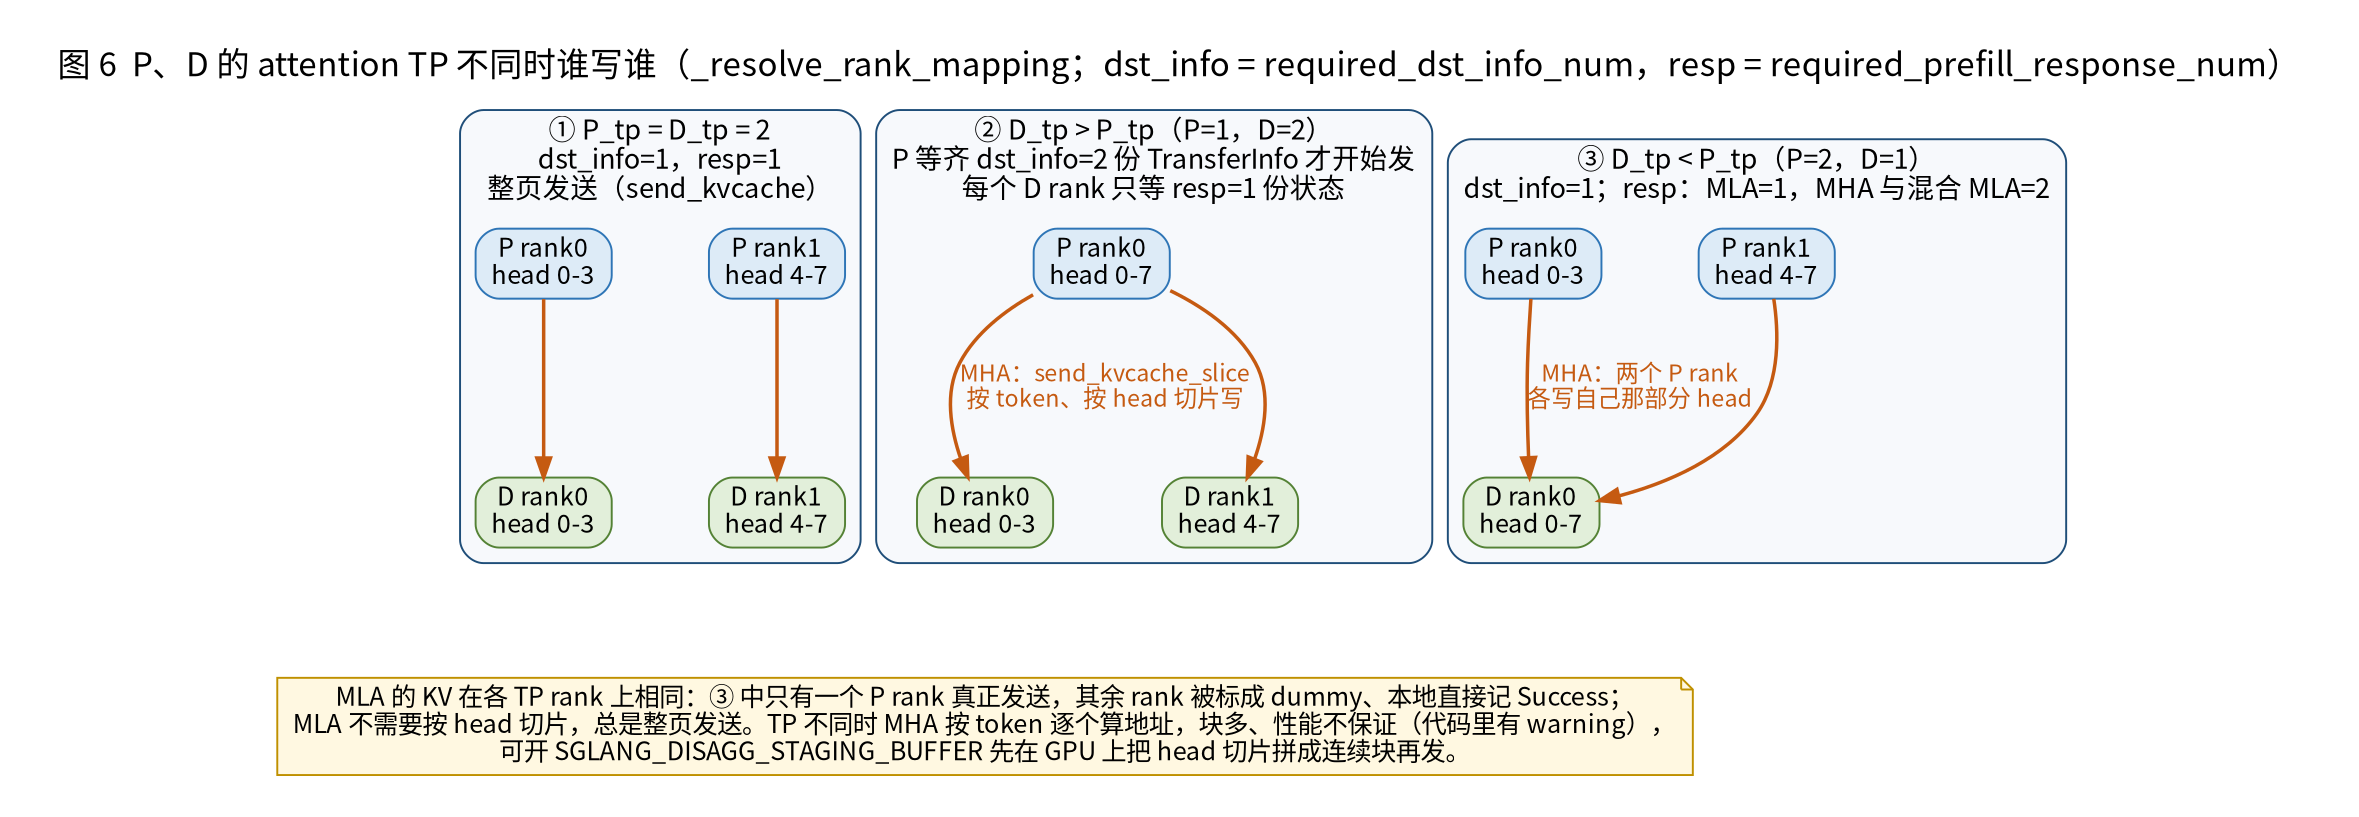 图 6  P、D 的 attention TP 不同时谁写谁（_resolve_rank_mapping；dst_info = required_dst_info_num，resp = required_prefill_response_num）
① P_tp = D_tp = 2
dst_info=1，resp=1
整页发送（send_kvcache）
P rank0
head 0-3
P rank1
head 4-7
D rank0
head 0-3
D rank1
head 4-7
② D_tp > P_tp（P=1，D=2）
P 等齐 dst_info=2 份 TransferInfo 才开始发
每个 D rank 只等 resp=1 份状态
P rank0
head 0-7
MHA：send_kvcache_slice
按 token、按 head 切片写
D rank0
head 0-3
D rank1
head 4-7
③ D_tp < P_tp（P=2，D=1）
dst_info=1；resp：MLA=1，MHA 与混合 MLA=2
P rank0
head 0-3
P rank1
head 4-7
MHA：两个 P rank
各写自己那部分 head
D rank0
head 0-7
MLA 的 KV 在各 TP rank 上相同：③ 中只有一个 P rank 真正发送，其余 rank 被标成 dummy、本地直接记 Success；
MLA 不需要按 head 切片，总是整页发送。TP 不同时 MHA 按 token 逐个算地址，块多、性能不保证（代码里有 warning），
可开 SGLANG_DISAGG_STAGING_BUFFER 先在 GPU 上把 head 切片拼成连续块再发。